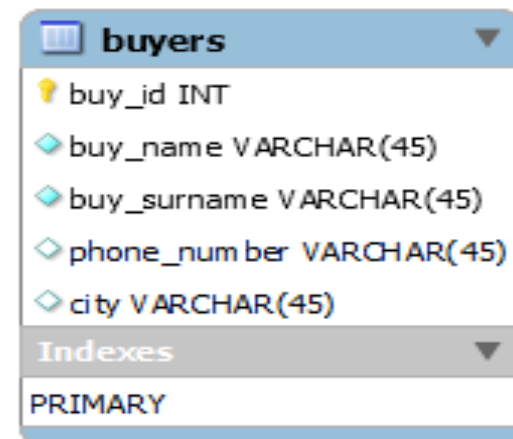 buyers
buy_id INT
buy_name VARCHAR(45)
buy_surname VARCHAR(45)
phone_number VARCHAR(45)
city VARCHAR(45)
Indexes
PRIMARY